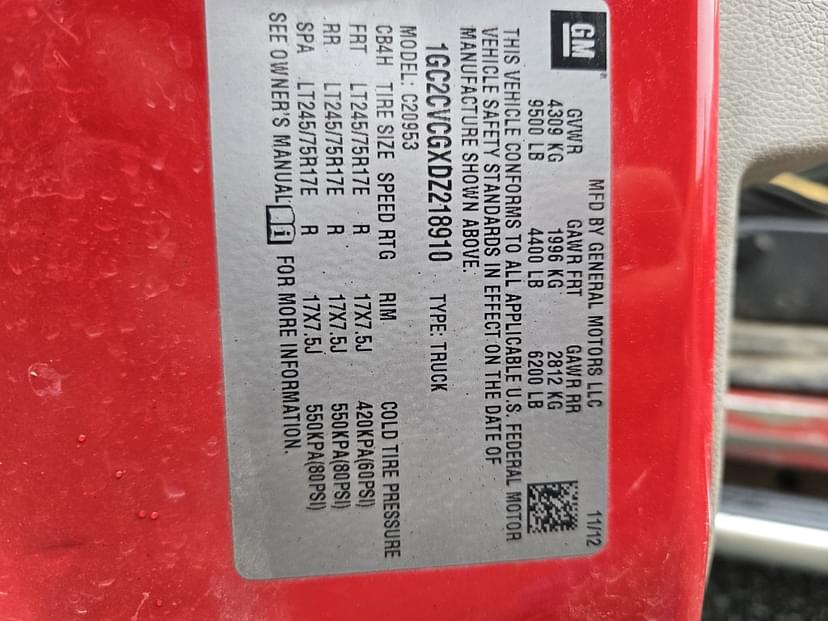 GM
MFD BY GENERAL MOTORS LLC 11/12
GVWR GAWR FRT GAWR RR
4309 KG 1996 KG 2812 KG
9500 LB 4400 LB 6200 LB
THIS VEHICLE CONFORMS TO ALL APPLICABLE U.S. FEDERAL MOTOR
VEHICLE SAFETY STANDARDS IN EFFECT ON THE DATE OF
MANUFACTURE SHOWN ABOVE.
1GC2CVCGXDZ218910 TYPE: TRUCK
MODEL: C20953
CB4H TIRE SIZE SPEED RTG RIM COLD TIRE PRESSURE
FRT LT245/75R17E R 17X7.5J 420KPA(60PSI)
RR LT245/75R17E R 17X7.5J 550KPA(80PSI)
SPA LT245/75R17E R 17X7.5J 550KPA(80PSI)
SEE OWNER'S MANUAL i FOR MORE INFORMATION.